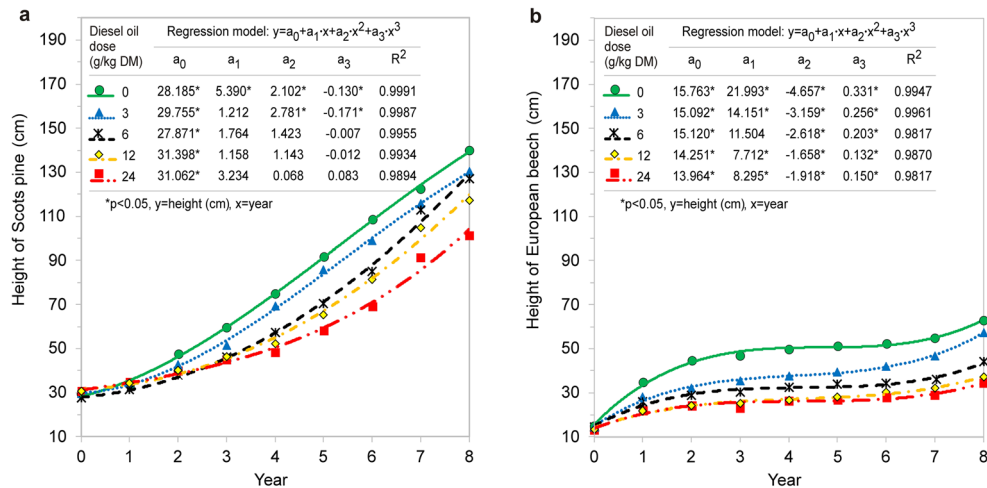 a
Height of Scots pine (cm)
190
170
150
130
110
90
70
50
30
10
Diesel oil dose (g/kg DM)
Regression model: y=a0+a1·x+a2·x²+a3·x³
a0 a1 a2 a3 R²
0 28.185* 5.390* 2.102* -0.130* 0.9991
3 29.755* 1.212 2.781* -0.171* 0.9987
6 27.871* 1.764 1.423 -0.007 0.9955
12 31.398* 1.158 1.143 -0.012 0.9934
24 31.062* 3.234 0.068 0.083 0.9894
*p<0.05, y=height (cm), x=year
0 1 2 3 4 5 6 7 8
Year
b
Height of European beech (cm)
190
170
150
130
110
90
70
50
30
10
Diesel oil dose (g/kg DM)
Regression model: y=a0+a1·x+a2·x²+a3·x³
a0 a1 a2 a3 R²
0 15.763* 21.993* -4.657* 0.331* 0.9947
3 15.092* 14.151* -3.159* 0.256* 0.9961
6 15.120* 11.504 -2.618* 0.203* 0.9817
12 14.251* 7.712* -1.658* 0.132* 0.9870
24 13.964* 8.295* -1.918* 0.150* 0.9817
*p<0.05, y=height (cm), x=year
0 1 2 3 4 5 6 7 8
Year